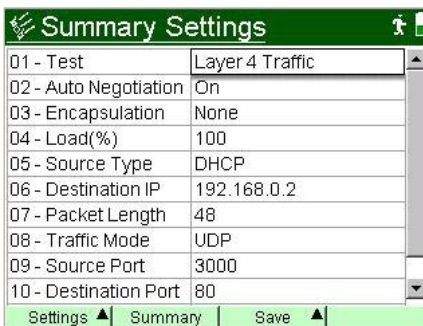 Summary Settings
01 - Test Layer 4 Traffic
02 - Auto Negotiation On
03 - Encapsulation None
04 - Load(%) 100
05 - Source Type DHCP
06 - Destination IP 192.168.0.2
07 - Packet Length 48
08 - Traffic Mode UDP
09 - Source Port 3000
10 - Destination Port 80
Settings Summary Save